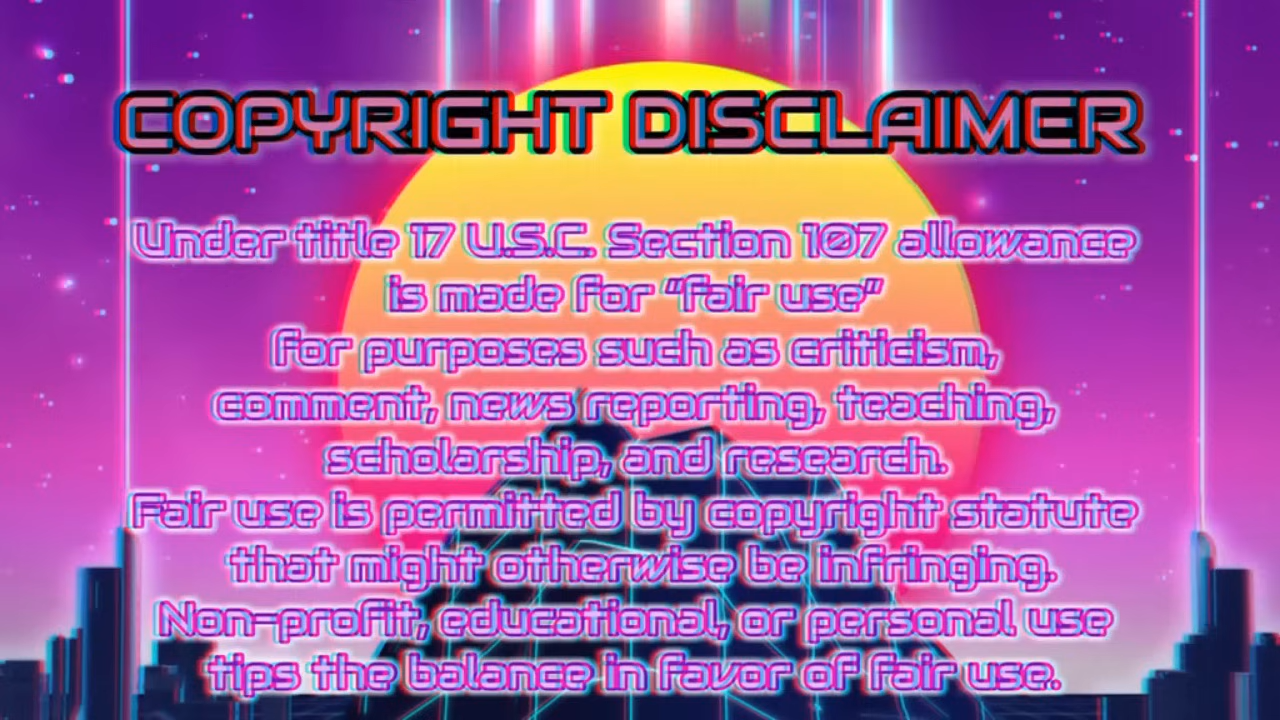 COPYRIGHT DISCLAIMER
Under title 17 U.S.C. Section 107 allowance
is made for "fair use"
for purposes such as criticism,
comment, news reporting, teaching,
scholarship, and research.
Fair use is permitted by copyright statute
that might otherwise be infringing.
Non-profit, educational, or personal use
tips the balance in favor of fair use.